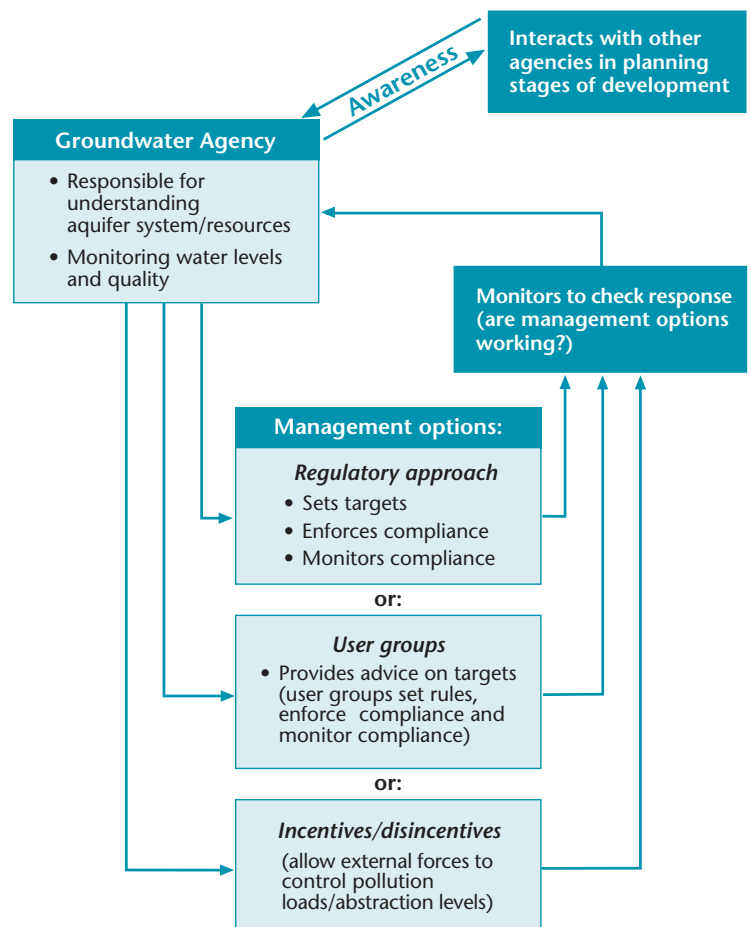 Interacts with other
agencies in planning
stages of development
Awareness
Groundwater Agency
• Responsible for
understanding
aquifer system/resources
• Monitoring water levels
and quality
Monitors to check response
(are management options
working?)
Management options:
Regulatory approach
• Sets targets
• Enforces compliance
• Monitors compliance
or:
User groups
• Provides advice on targets
(user groups set rules,
enforce compliance and
monitor compliance)
or:
Incentives/disincentives
(allow external forces to
control pollution
loads/abstraction levels)